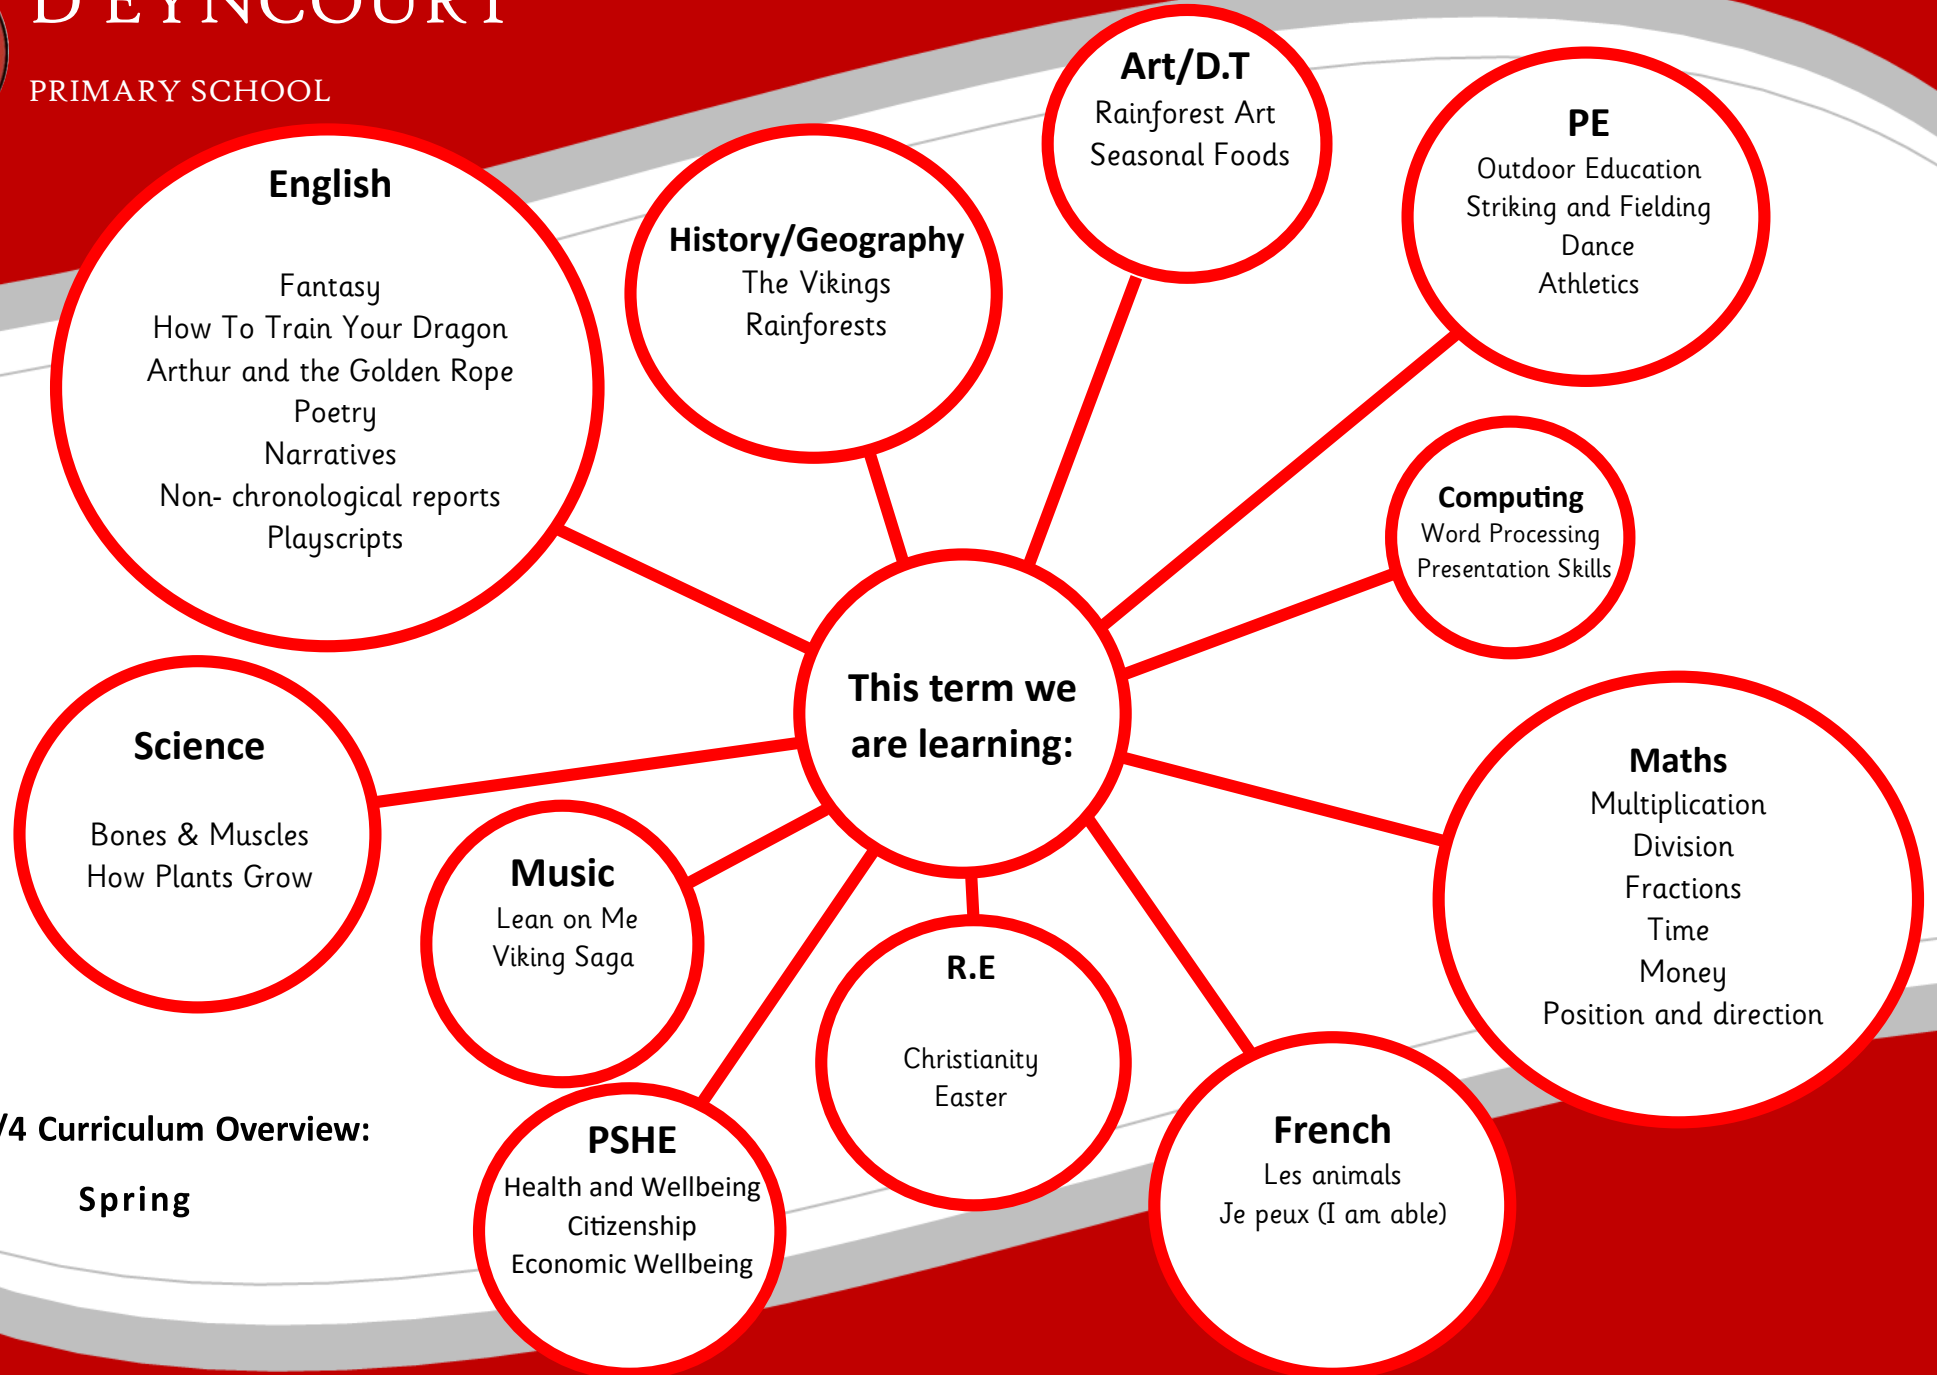 D'EYNCOURT
PRIMARY SCHOOL
English
Fantasy
How To Train Your Dragon
Arthur and the Golden Rope
Poetry
Narratives
Non- chronological reports
Playscripts
History/Geography
The Vikings
Rainforests
Art/D.T
Rainforest Art
Seasonal Foods
PE
Outdoor Education
Striking and Fielding
Dance
Athletics
Computing
Word Processing
Presentation Skills
This term we
are learning:
Science
Bones & Muscles
How Plants Grow
Music
Lean on Me
Viking Saga
R.E
Christianity
Easter
Maths
Multiplication
Division
Fractions
Time
Money
Position and direction
/4 Curriculum Overview:
Spring
PSHE
Health and Wellbeing
Citizenship
Economic Wellbeing
French
Les animals
Je peux (I am able)